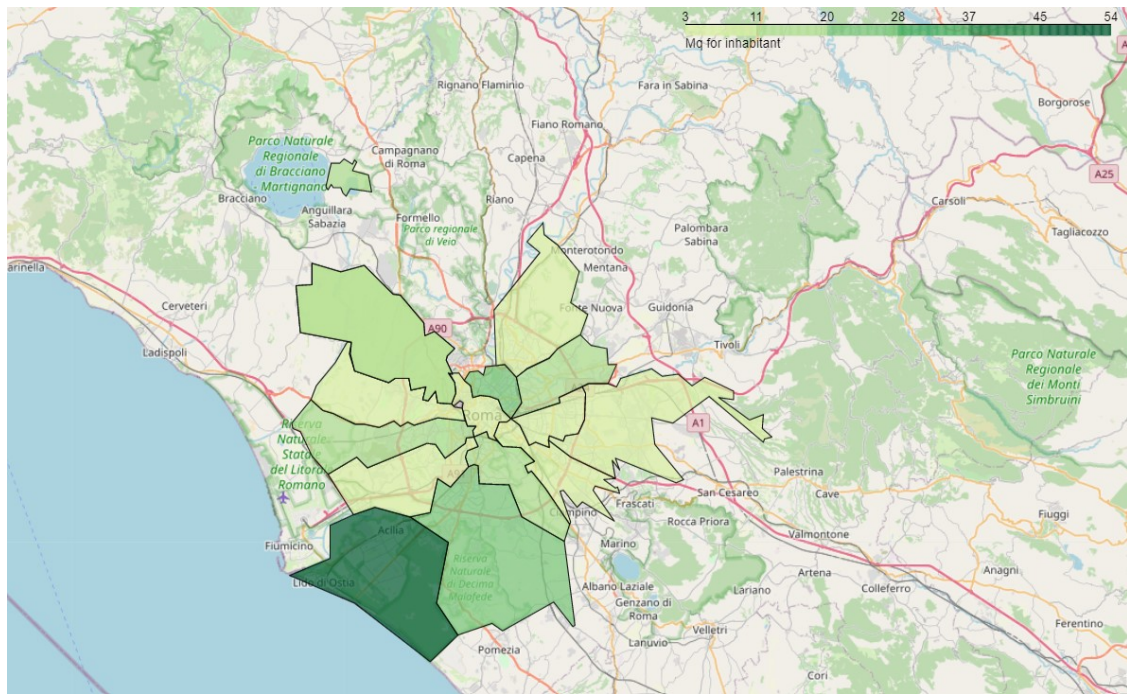 3 11 20 28 37 45 54
Mq for inhabitant
Rignano Flaminio
Fara in Sabina
Borgorose
Fiano Romano
Parco Naturale
Regionale
di Bracciano
Martignano
Campagnano
di Roma
Capena
A25
Bracciano
Anguillara
Sabazia
Formello
Riano
Carsoli
Parco regionale
di Veio
Palombara
Sabina
Tagliacozzo
Monterotondo
Mentana
Cerveteri
Fonte Nuova
Guidonia
A90
Ladispoli
Tivoli
Parco Naturale
Regionale
dei Monti
Simbruini
Roma
A1
Riserva
Naturale
Statale
del Litorale
Romano
Palestrina
Cave
San Cesareo
Frascati
Ciampino
Rocca Priora
Fiuggi
Acilia
Valmontone
Fiumicino
Marino
Lido di Ostia
Riserva
Naturale
di Decima
Malafede
Albano Laziale
Artena
Anagni
Lariano
Colleferro
Genzano di
Roma
Velletri
Ferentino
Lanuvio
Pomezia
Cori